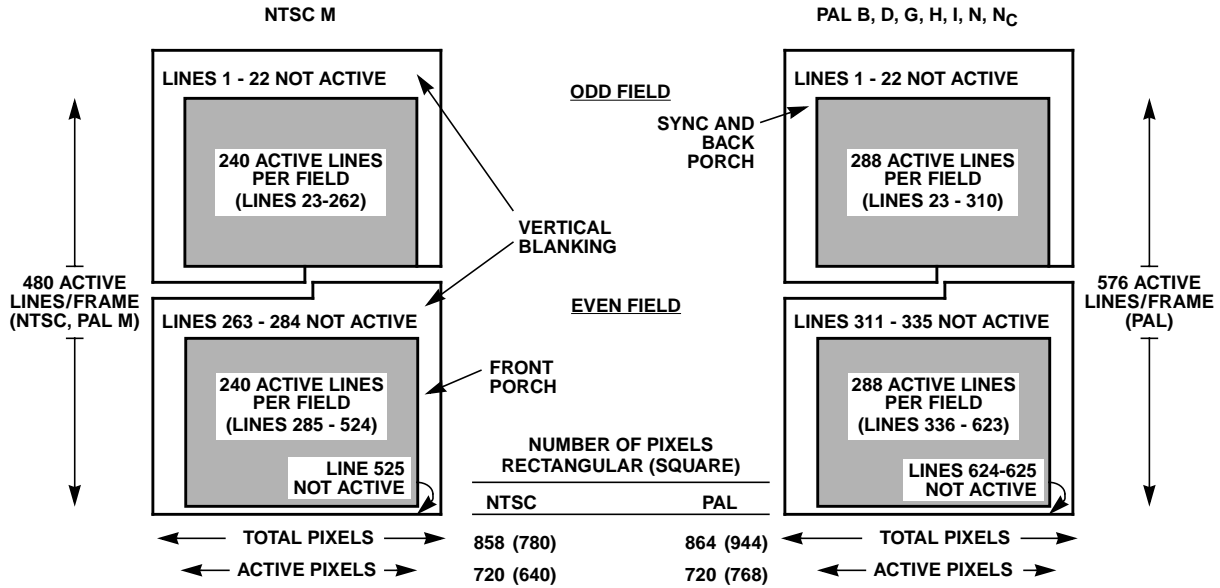 NTSC M
LINES 1 - 22 NOT ACTIVE
240 ACTIVE LINES
PER FIELD
(LINES 23-262)
480 ACTIVE
LINES/FRAME
(NTSC, PAL M)
LINES 263 - 284 NOT ACTIVE
240 ACTIVE LINES
PER FIELD
(LINES 285 - 524)
LINE 525
NOT ACTIVE
TOTAL PIXELS
ACTIVE PIXELS
ODD FIELD
SYNC AND
BACK
PORCH
VERTICAL
BLANKING
EVEN FIELD
FRONT
PORCH
NUMBER OF PIXELS
RECTANGULAR (SQUARE)
NTSC PAL
858 (780) 864 (944)
720 (640) 720 (768)
PAL B, D, G, H, I, N, NC
LINES 1 - 22 NOT ACTIVE
288 ACTIVE LINES
PER FIELD
(LINES 23 - 310)
576 ACTIVE
LINES/FRAME
(PAL)
LINES 311 - 335 NOT ACTIVE
288 ACTIVE LINES
PER FIELD
(LINES 336 - 623)
LINES 624-625
NOT ACTIVE
TOTAL PIXELS
ACTIVE PIXELS